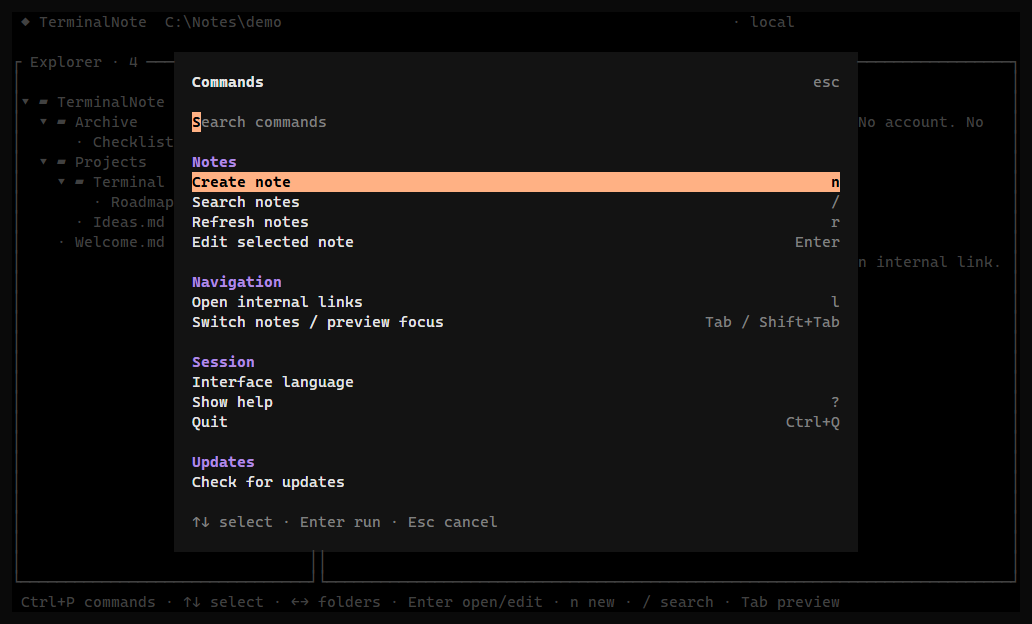 ◆ TerminalNote C:\Notes\demo · local
Explorer · 4
Commands esc
Search commands
▾ ▰ TerminalNote
▾ ▰ Archive
No account. No
· Checklist
▾ ▰ Projects
▾ ▰ Terminal
· Roadmap
· Ideas.md
· Welcome.md
n internal link.
Notes
Create note n
Search notes /
Refresh notes r
Edit selected note Enter
Navigation
Open internal links l
Switch notes / preview focus Tab / Shift+Tab
Session
Interface language
Show help ?
Quit Ctrl+Q
Updates
Check for updates
↑↓ select · Enter run · Esc cancel
Ctrl+P commands · ↑↓ select · ↔ folders · Enter open/edit · n new · / search · Tab preview